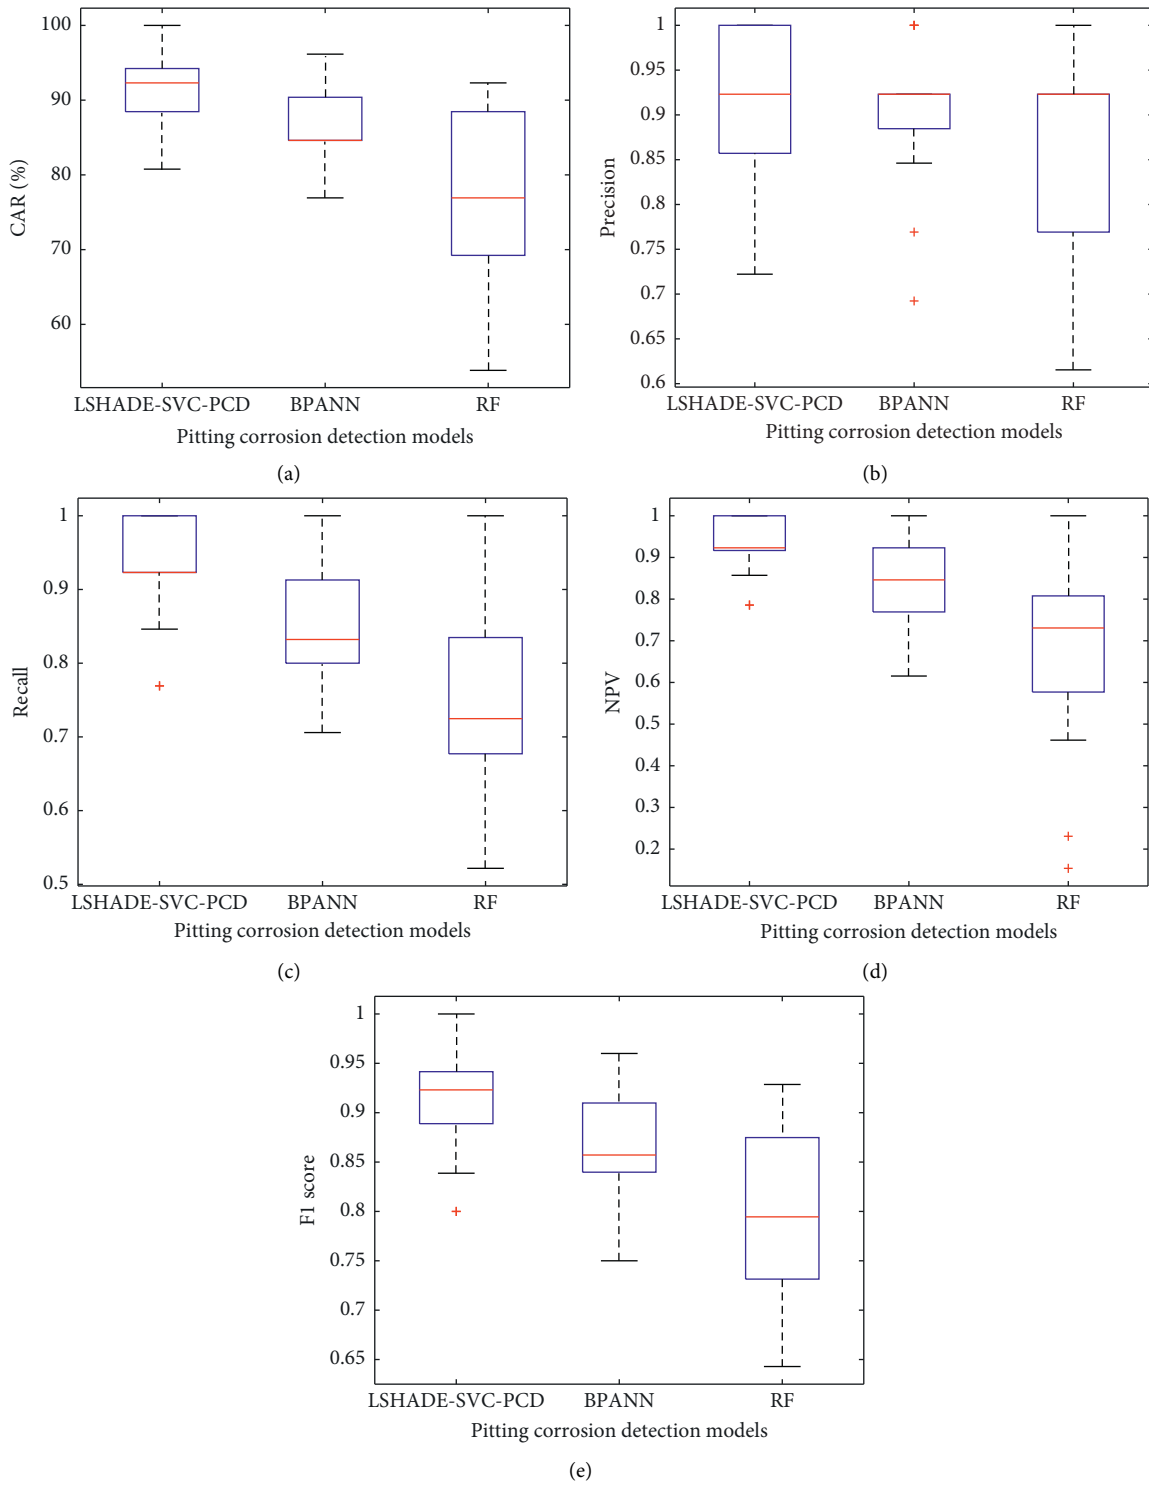 100
90
80
70
60
CAR (%)
LSHADE-SVC-PCD BPANN RF
Pitting corrosion detection models
(a)
1
0.95
0.9
0.85
0.8
0.75
0.7
0.65
0.6
Precision
LSHADE-SVC-PCD BPANN RF
Pitting corrosion detection models
(b)
1
0.9
0.8
0.7
0.6
0.5
Recall
LSHADE-SVC-PCD BPANN RF
Pitting corrosion detection models
(c)
1
0.9
0.8
0.7
0.6
0.5
0.4
0.3
0.2
NPV
LSHADE-SVC-PCD BPANN RF
Pitting corrosion detection models
(d)
1
0.95
0.9
0.85
0.8
0.75
0.7
0.65
F1 score
LSHADE-SVC-PCD BPANN RF
Pitting corrosion detection models
(e)